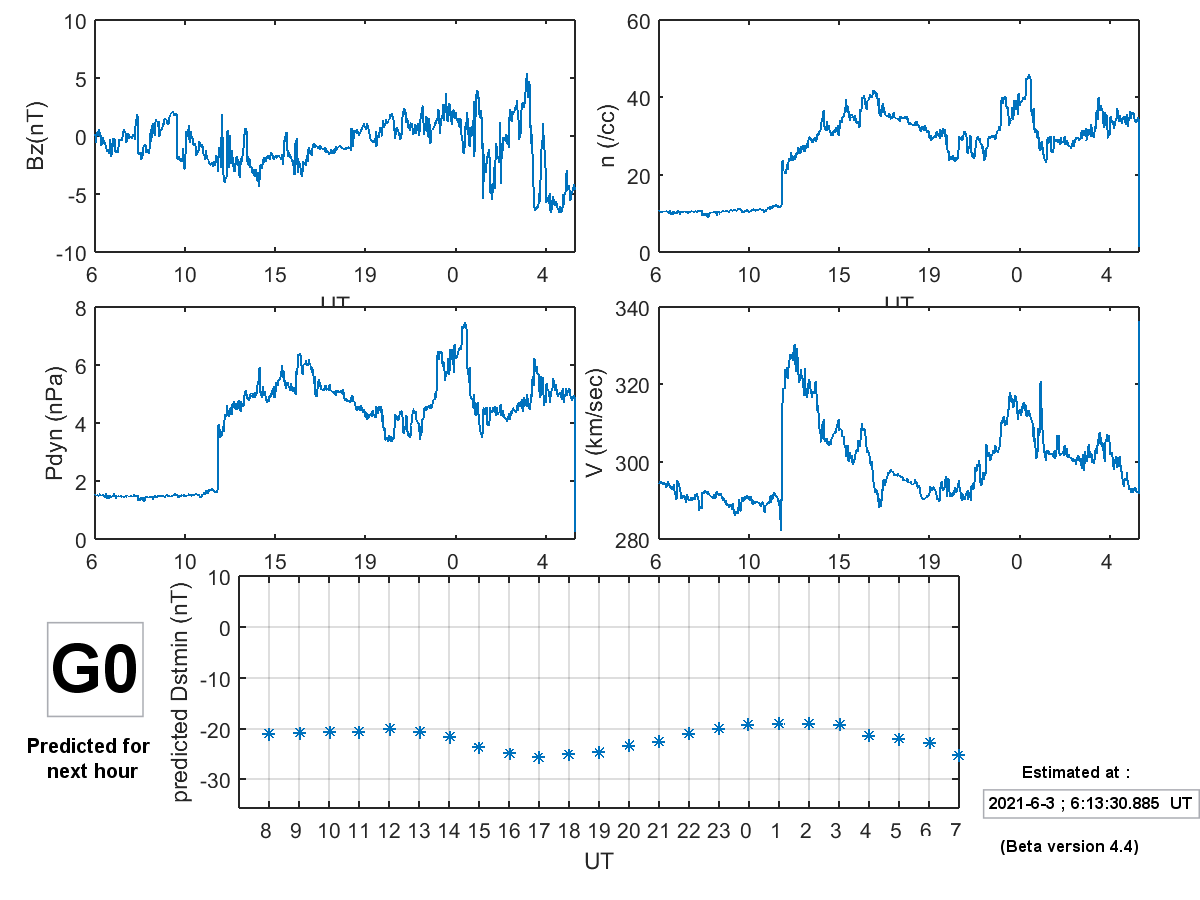 10
5
0
-5
-10
Bz(nT)
6 10 15 19 0 4
UT
60
40
20
0
n (/cc)
6 10 15 19 0 4
UT
8
6
4
2
0
Pdyn (nPa)
6 10 15 19 0 4
340
320
300
280
V (km/sec)
6 10 15 19 0 4
10
0
-10
-20
-30
predicted Dstmin (nT)
8 9 10 11 12 13 14 15 16 17 18 19 20 21 22 23 0 1 2 3 4 5 6 7
UT
G0
Predicted for
next hour
Estimated at :
2021-6-3 ; 6:13:30.885 UT
(Beta version 4.4)